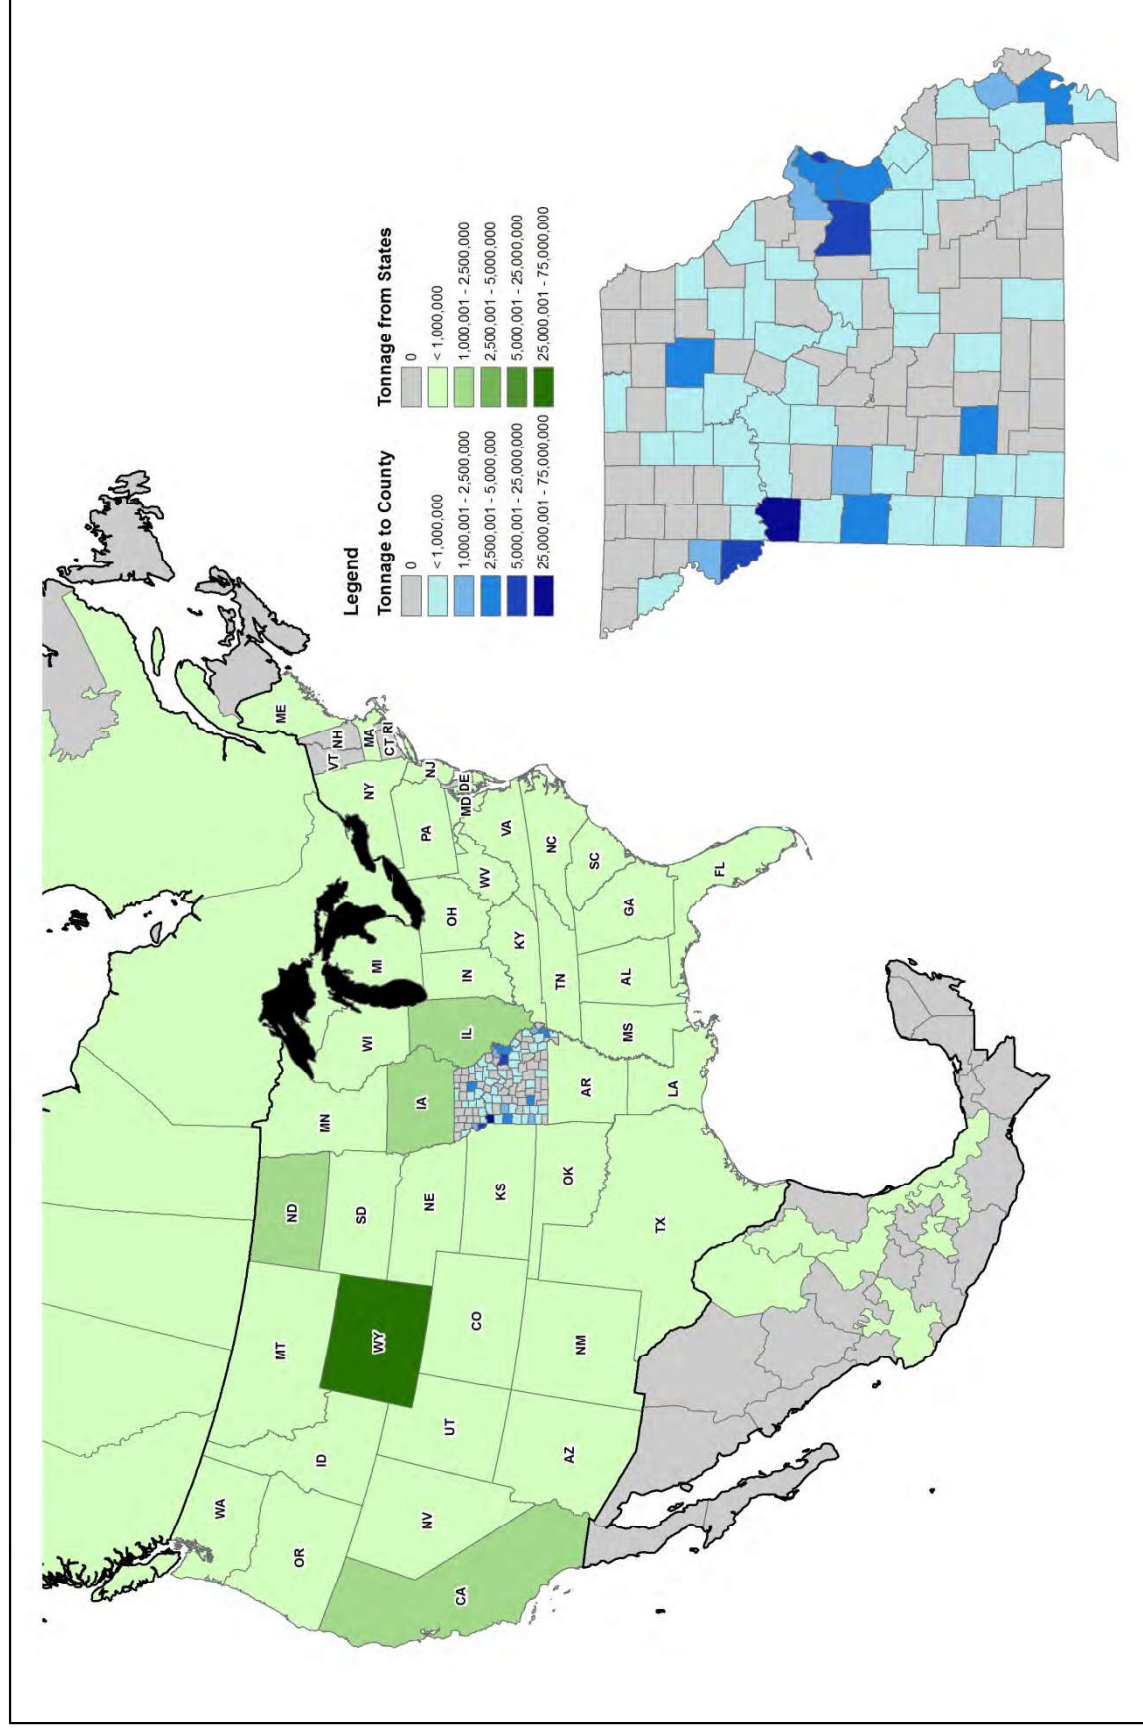 Legend
Tonnage to County
0
< 1,000,000
1,000,001 - 2,500,000
2,500,001 - 5,000,000
5,000,001 - 25,000,000
25,000,001 - 75,000,000
Tonnage from States
0
< 1,000,000
1,000,001 - 2,500,000
2,500,001 - 5,000,000
5,000,001 - 25,000,000
25,000,001 - 75,000,000
WA
OR
CA
ID
NV
MT
WY
UT
AZ
CO
NM
ND
SD
NE
KS
OK
TX
MN
IA
AR
LA
WI
IL
MS
MI
IN
KY
TN
AL
OH
WV
GA
FL
PA
VA
NC
SC
NY
MD
DE
NJ
VT
NH
MA
CT
RI
ME